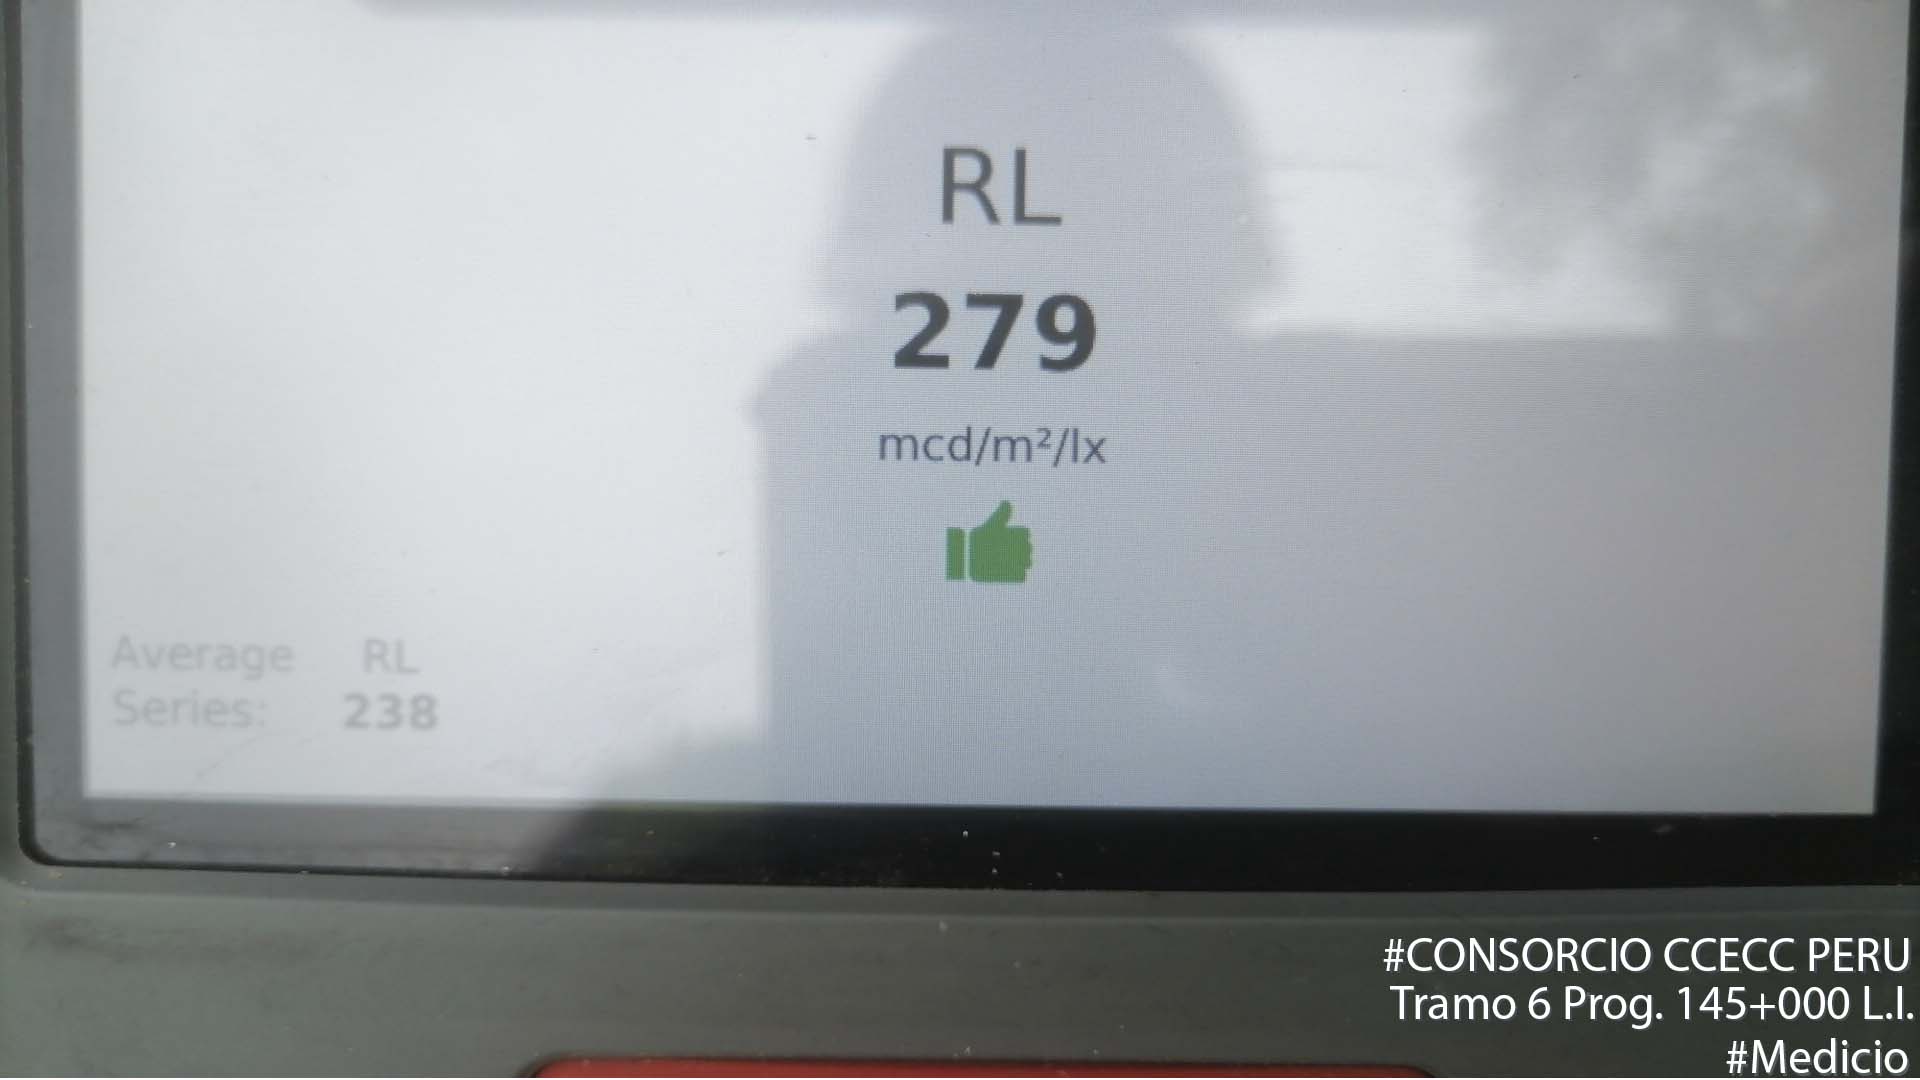 RL
279
mcd/m²/lx
Average RL
Series: 238
#CONSORCIO CCECC PERU
Tramo 6 Prog. 145+000 L.I.
#Medicio